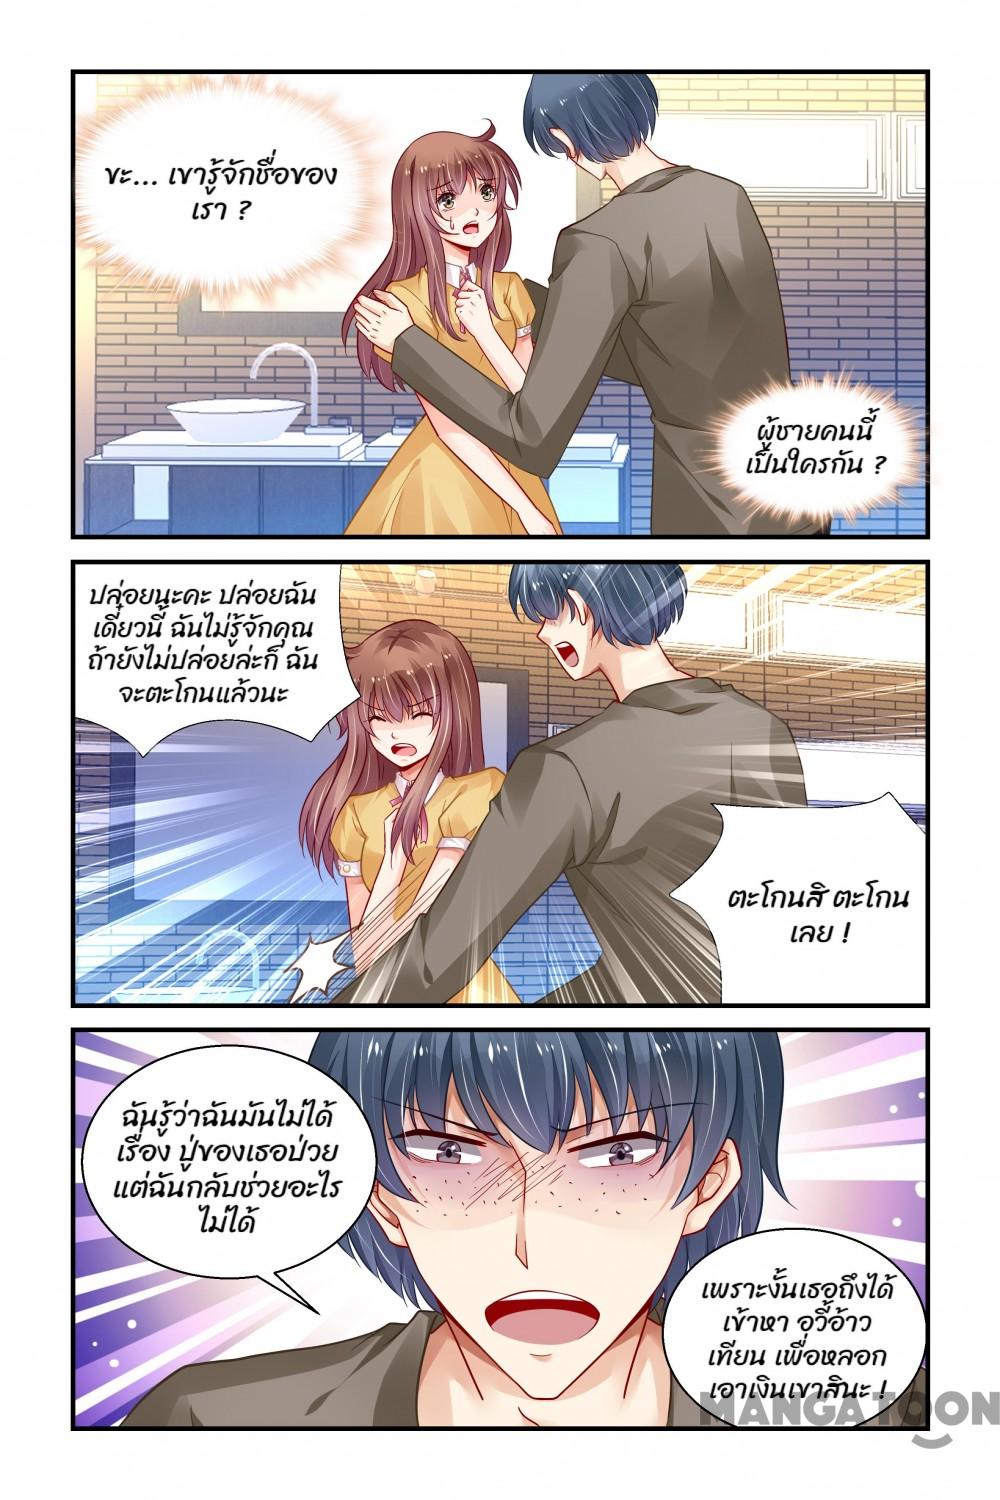 ขะ... เขารู้จักชื่อของ
เรา ?
ผู้ชายคนนี้
เป็นใครกัน ?
ปล่อยนะคะ ปล่อยฉัน
เดี๋ยวนี้ ฉันไม่รู้จักคุณ
ถ้ายังไม่ปล่อยล่ะก็ ฉัน
จะตะโกนแล้วนะ
ตะโกนสิ ตะโกน
เลย !
ฉันรู้ว่าฉันมันไม่ได้
เรื่อง ปู่ของเธอป่วย
แต่ฉันกลับช่วยอะไร
ไม่ได้
เพราะงั้นเธอถึงได้
เข้าหา อวี้อ้าว
เทียน เพื่อหลอก
เอาเงินเขาสินะ !
MANGATOON